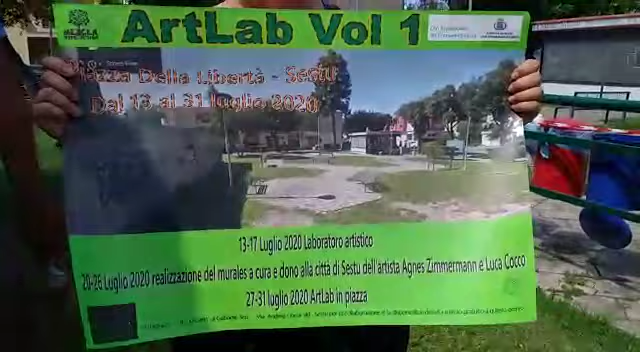 ArtLab Vol 1
Piazza Della Libertà - Sestu
Dal 13 al 31 luglio 2020
13-17 Luglio 2020 Laboratoro artistico
20-26 Luglio 2020 realizzazione del murales a cura e dono alla città di Sestu dell'artista Agnes Zimmermann e Luca Cocco
27-31 luglio 2020 ArtLab in piazza